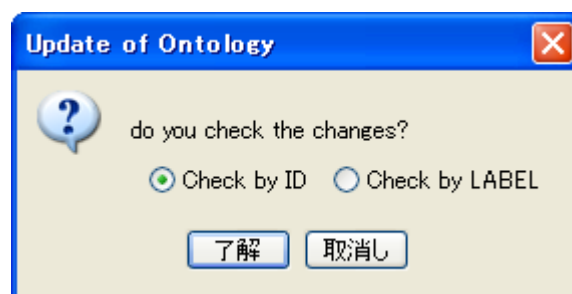 Update of Ontology
do you check the changes?
Check by ID Check by LABEL
了解 取消し